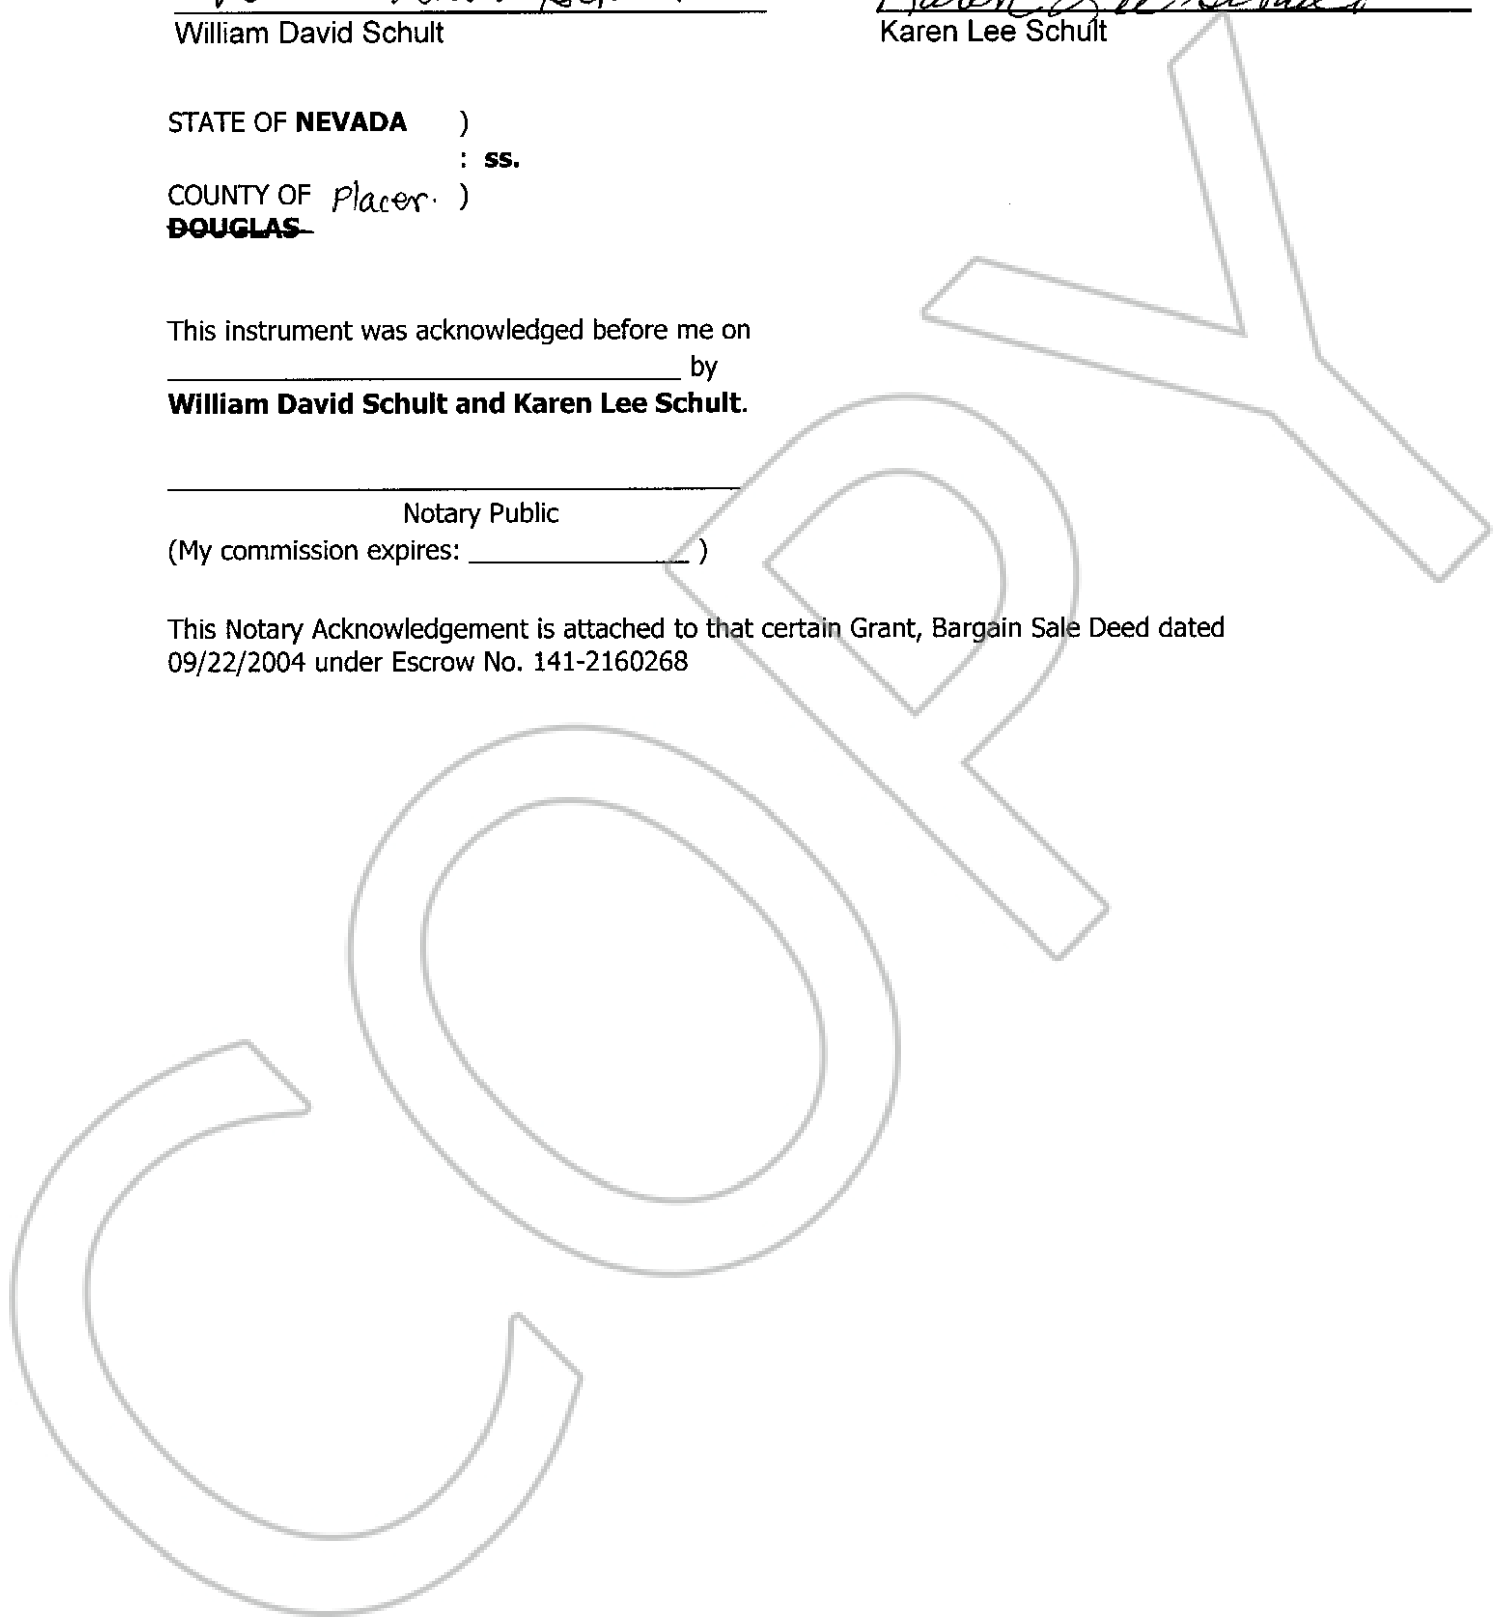 William David Schult
Karen Lee Schult
STATE OF NEVADA )
: ss.
COUNTY OF Placer. )
DOUGLAS
This instrument was acknowledged before me on
by
William David Schult and Karen Lee Schult.
Notary Public
(My commission expires: )
This Notary Acknowledgement is attached to that certain Grant, Bargain Sale Deed dated
09/22/2004 under Escrow No. 141-2160268
COPY